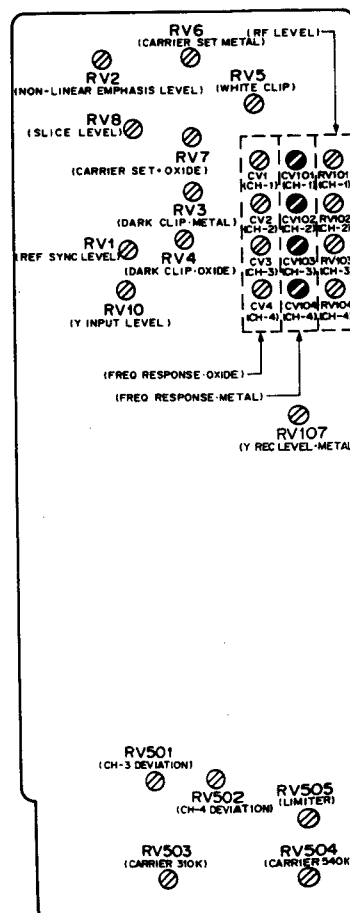 RV6
(CARRIER SET METAL)
(RF LEVEL)
RV2
(NON-LINEAR EMPHASIS LEVEL)
RV5
(WHITE CLIP)
RV8
(SLICE LEVEL)
RV7
(CARRIER SET·OXIDE)
CV1
(CH-1)
CV101
(CH-1)
RV101
(CH-1)
RV3
(DARK CLIP·METAL)
CV2
(CH-2)
CV102
(CH-2)
RV102
(CH-2)
RV1
(REF SYNC LEVEL)
RV4
(DARK CLIP·OXIDE)
CV3
(CH-3)
CV103
(CH-3)
RV103
(CH-3
RV10
(Y INPUT LEVEL)
CV4
(CH-4)
CV104
(CH-4)
RV104
(CH-4)
(FREQ RESPONSE·OXIDE)
(FREQ RESPONSE·METAL)
RV107
(Y REC LEVEL·METAL
RV501
(CH-3 DEVIATION)
RV502
(CH-4 DEVIATION)
RV505
(LIMITER)
RV503
(CARRIER 310K)
RV504
(CARRIER 540K)